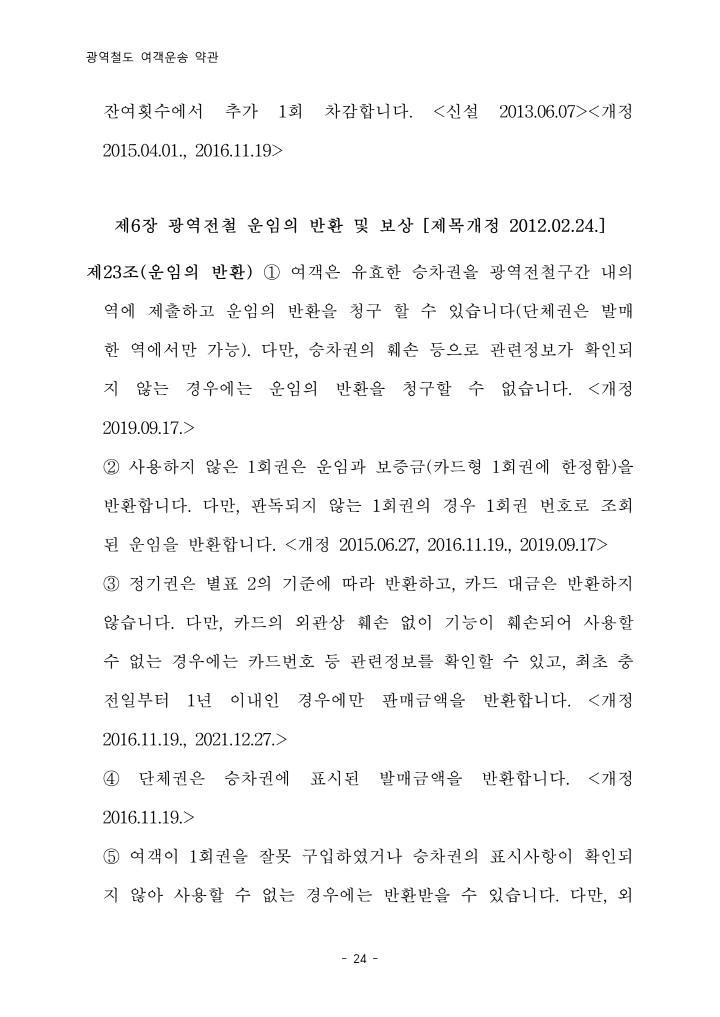 광역철도 여객운송 약관
잔여횟수에서 추가 1회 차감합니다. <신설 2013.06.07><개정
2015.04.01., 2016.11.19>
제6장 광역전철 운임의 반환 및 보상 [제목개정 2012.02.24.]
제23조(운임의 반환) ① 여객은 유효한 승차권을 광역전철구간 내의
역에 제출하고 운임의 반환을 청구 할 수 있습니다(단체권은 발매
한 역에서만 가능). 다만, 승차권의 훼손 등으로 관련정보가 확인되
지 않는 경우에는 운임의 반환을 청구할 수 없습니다. <개정
2019.09.17.>
② 사용하지 않은 1회권은 운임과 보증금(카드형 1회권에 한정함)을
반환합니다. 다만, 판독되지 않는 1회권의 경우 1회권 번호로 조회
된 운임을 반환합니다. <개정 2015.06.27, 2016.11.19., 2019.09.17>
③ 정기권은 별표 2의 기준에 따라 반환하고, 카드 대금은 반환하지
않습니다. 다만, 카드의 외관상 훼손 없이 기능이 훼손되어 사용할
수 없는 경우에는 카드번호 등 관련정보를 확인할 수 있고, 최초 충
전일부터 1년 이내인 경우에만 판매금액을 반환합니다. <개정
2016.11.19., 2021.12.27.>
④ 단체권은 승차권에 표시된 발매금액을 반환합니다. <개정
2016.11.19.>
⑤ 여객이 1회권을 잘못 구입하였거나 승차권의 표시사항이 확인되
지 않아 사용할 수 없는 경우에는 반환받을 수 있습니다. 다만, 외
- 24 -